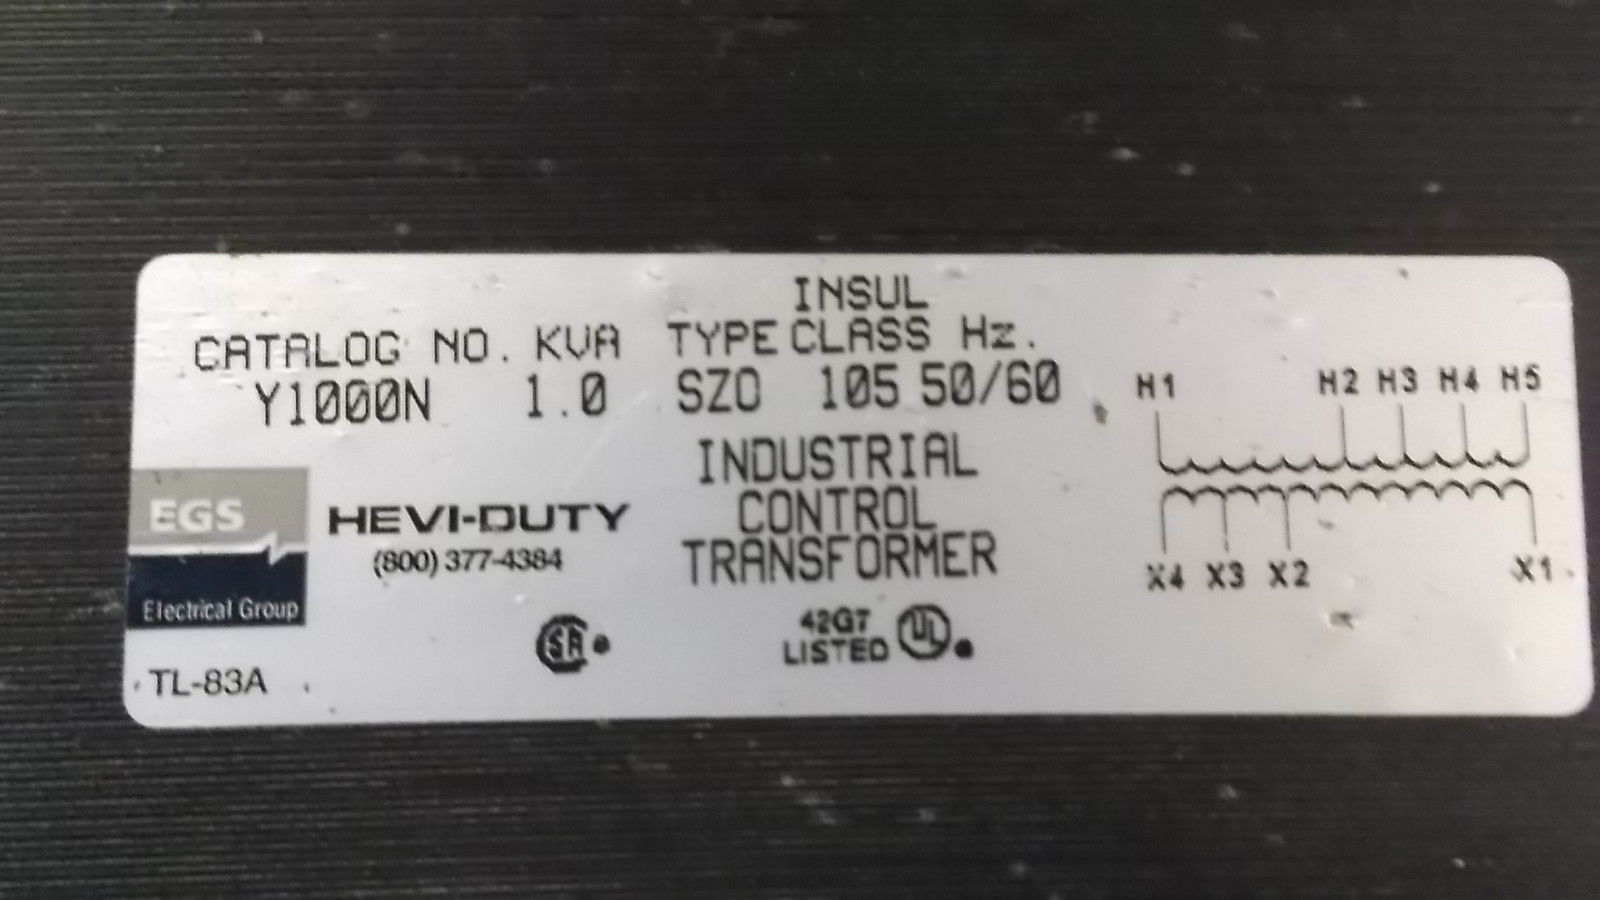 INSUL
CATALOG NO. KVA TYPE CLASS Hz.
Y1000N 1.0 SZO 105 50/60
H1 H2 H3 H4 H5
INDUSTRIAL
CONTROL
TRANSFORMER
EGS
Electrical Group
HEVI-DUTY
(800) 377-4384
X4 X3 X2 X1
SA
42G7
LISTED UL
TL-83A